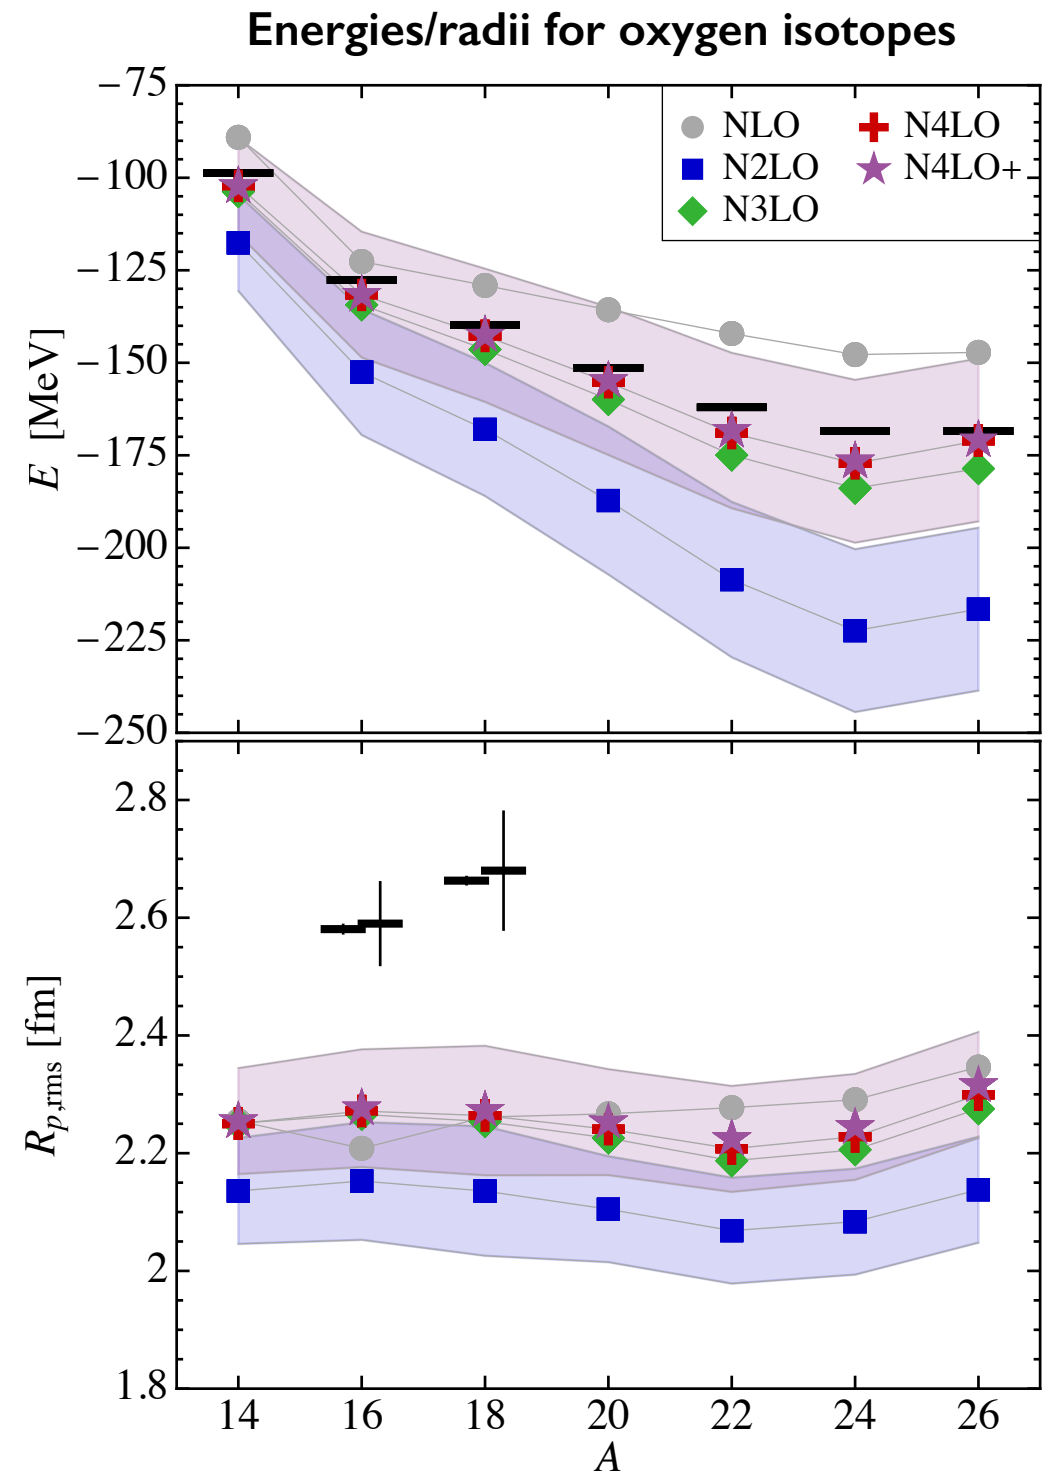 Energies/radii for oxygen isotopes
−75
−100
−125
−150
−175
−200
−225
−250
E [MeV]
NLO
N2LO
N3LO
N4LO
N4LO+
2.8
2.6
2.4
2.2
2
1.8
R_p,rms [fm]
14 16 18 20 22 24 26
A